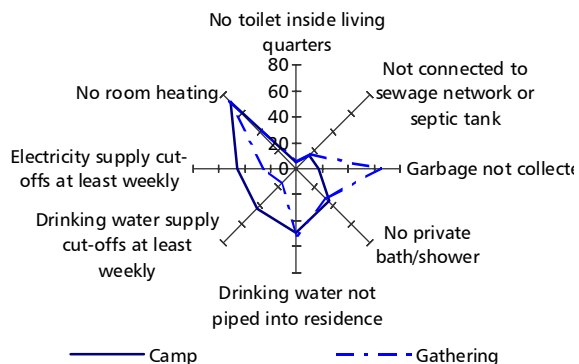 No toilet inside living
quarters
80
60
40
20
0
Not connected to
sewage network or
septic tank
No room heating
Electricity supply cut-
offs at least weekly
Garbage not collecte
Drinking water supply
cut-offs at least
weekly
No private
bath/shower
Drinking water not
piped into residence
Camp
Gathering